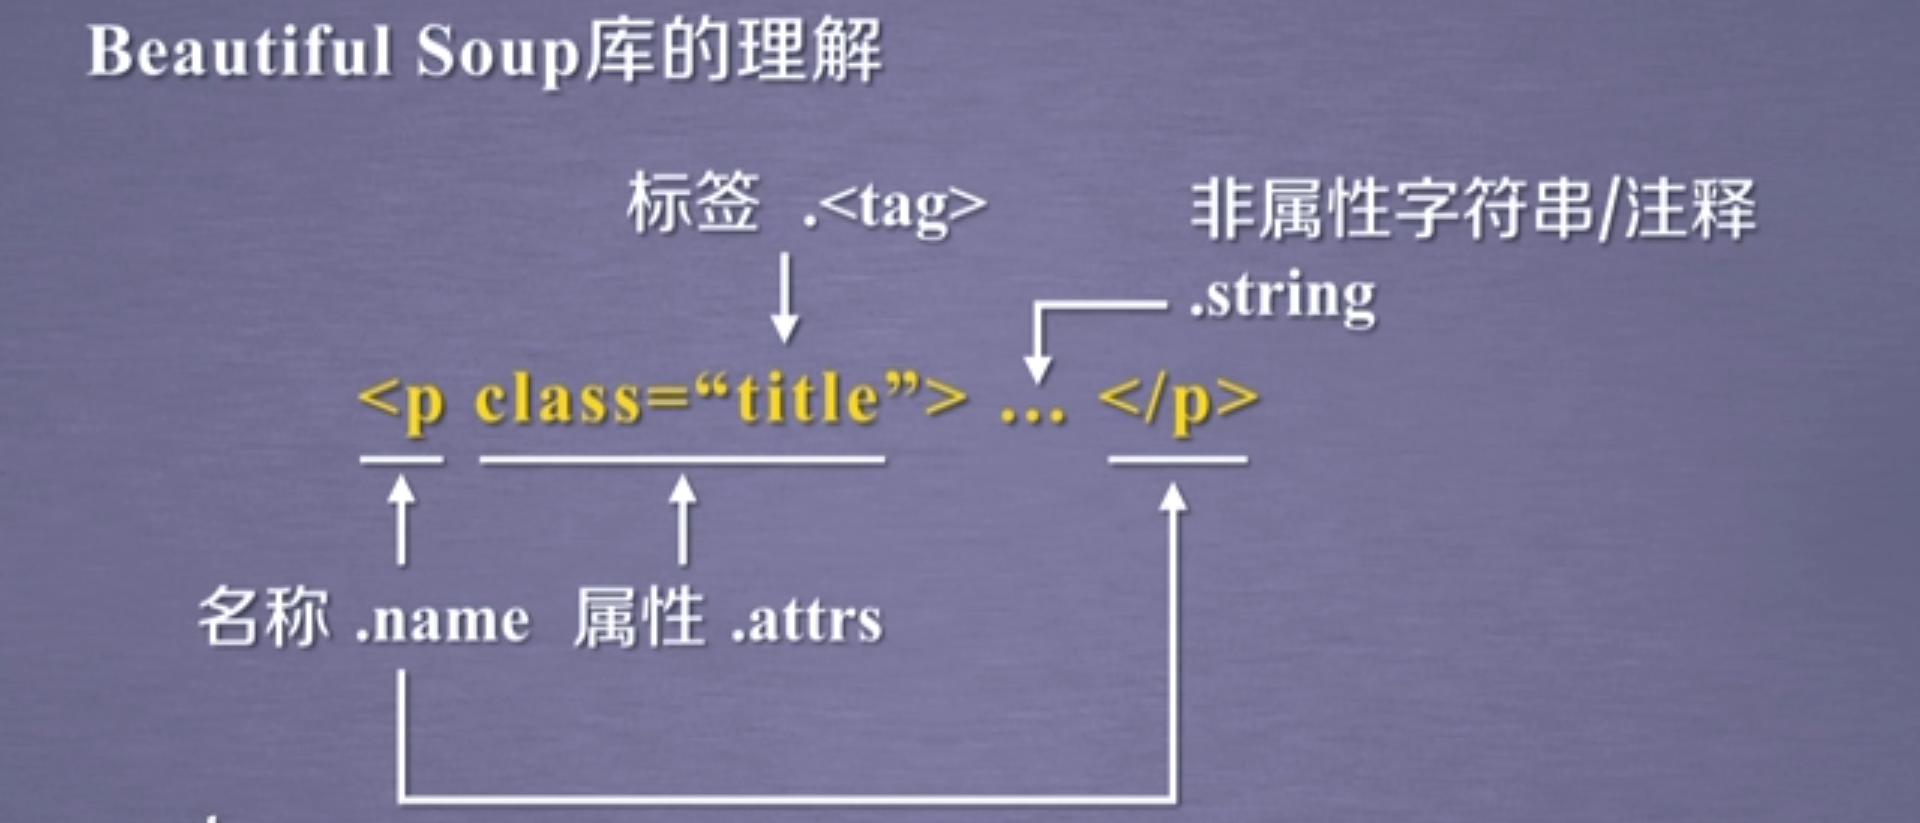 Beautiful Soup库的理解
标签 .<tag>
非属性字符串/注释
.string
<p class=“title”> … </p>
名称 .name 属性 .attrs